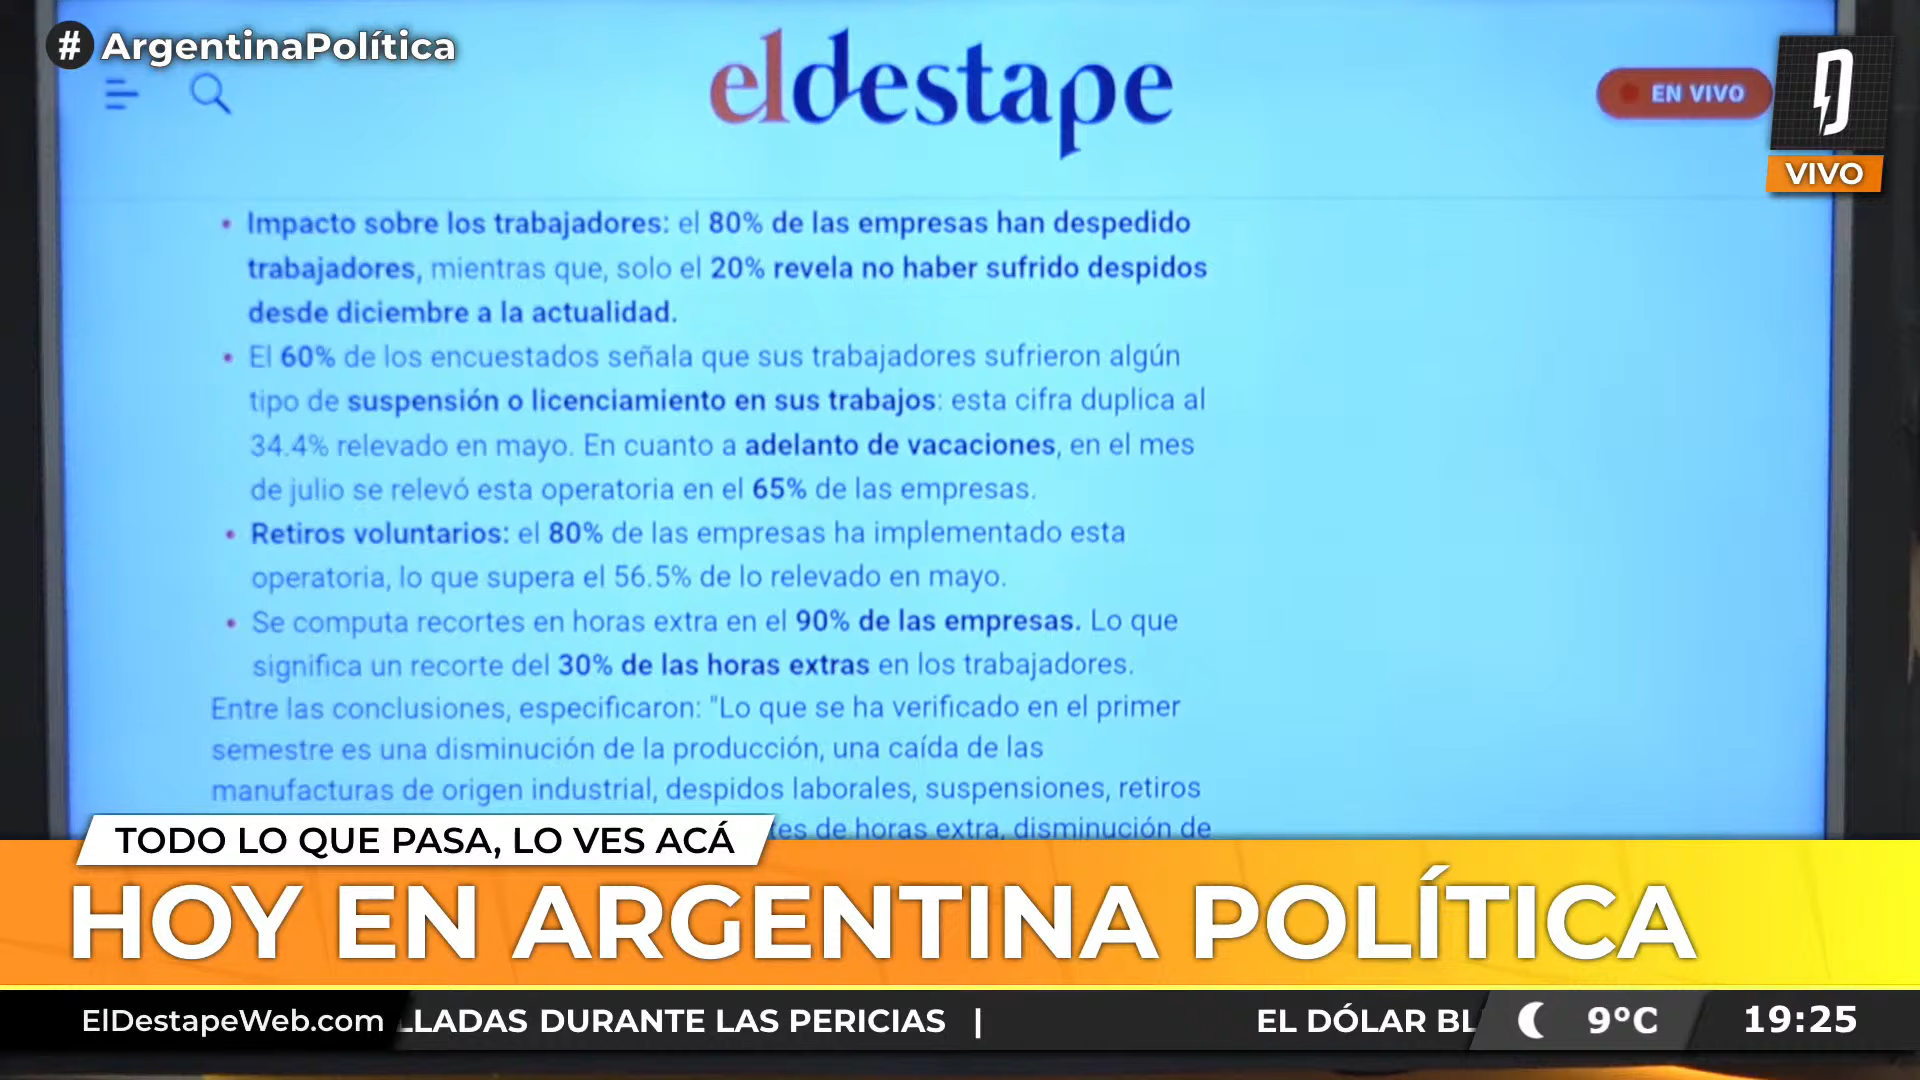 # ArgentinaPolítica
eldestape
EN VIVO
VIVO
• Impacto sobre los trabajadores: el 80% de las empresas han despedido
trabajadores, mientras que, solo el 20% revela no haber sufrido despidos
desde diciembre a la actualidad.
• El 60% de los encuestados señala que sus trabajadores sufrieron algún
tipo de suspensión o licenciamiento en sus trabajos: esta cifra duplica al
34.4% relevado en mayo. En cuanto a adelanto de vacaciones, en el mes
de julio se relevó esta operatoria en el 65% de las empresas.
• Retiros voluntarios: el 80% de las empresas ha implementado esta
operatoria, lo que supera el 56.5% de lo relevado en mayo.
• Se computa recortes en horas extra en el 90% de las empresas. Lo que
significa un recorte del 30% de las horas extras en los trabajadores.
Entre las conclusiones, especificaron: "Lo que se ha verificado en el primer
semestre es una disminución de la producción, una caída de las
manufacturas de origen industrial, despidos laborales, suspensiones, retiros
de horas extra, disminución de
TODO LO QUE PASA, LO VES ACÁ
HOY EN ARGENTINA POLÍTICA
ElDestapeWeb.com
LLADAS DURANTE LAS PERICIAS | EL DÓLAR BL
9°C
19:25